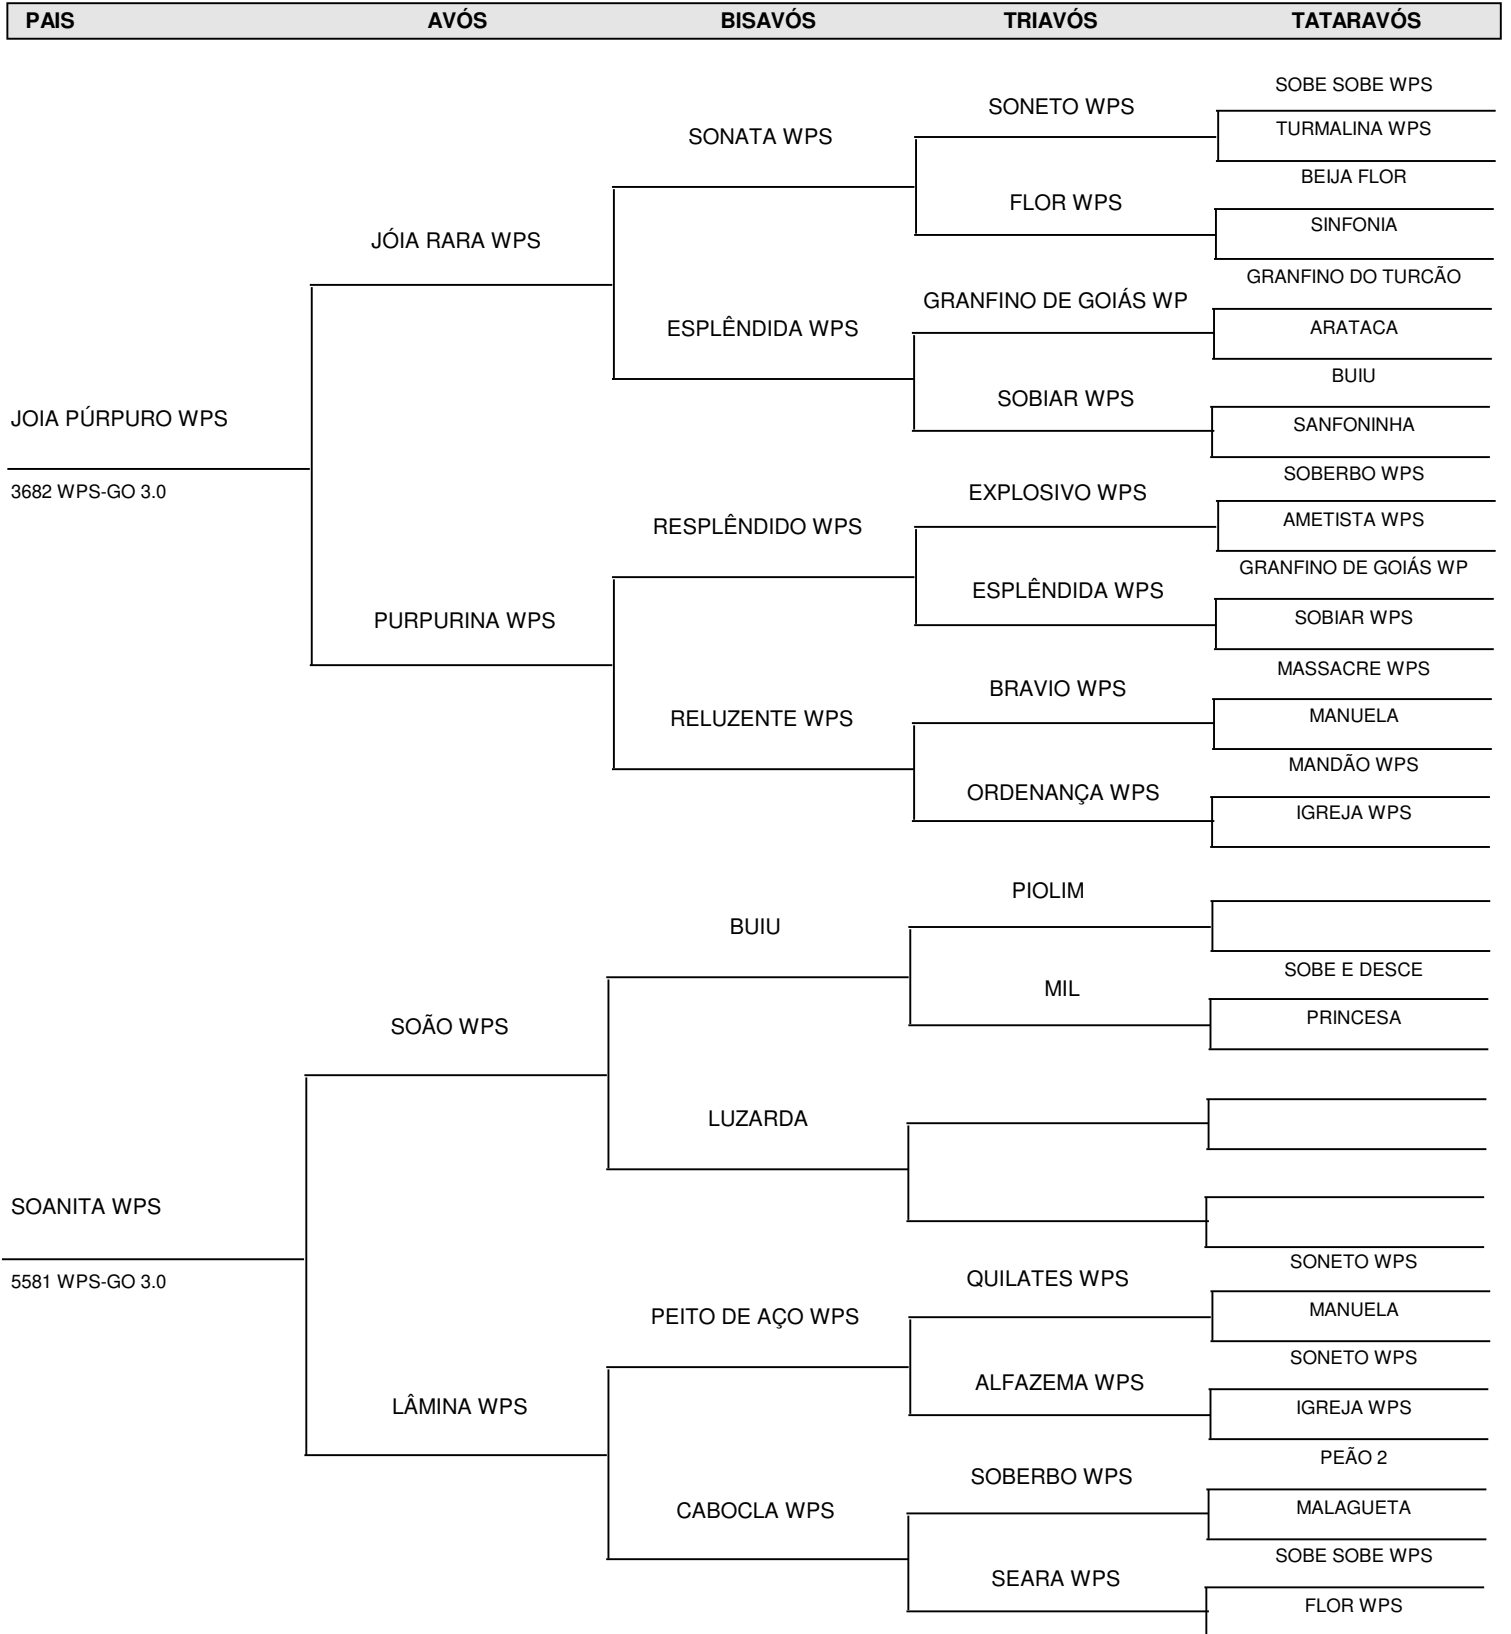 PAIS AVÓS BISAVÓS TRIAVÓS TATARAVÓS
SOBE SOBE WPS
SONETO WPS
TURMALINA WPS
SONATA WPS
BEIJA FLOR
FLOR WPS
SINFONIA
JÓIA RARA WPS
GRANFINO DO TURCÃO
GRANFINO DE GOIÁS WP
ARATACA
ESPLÊNDIDA WPS
BUIU
SOBIAR WPS
SANFONINHA
JOIA PÚRPURO WPS
3682 WPS-GO 3.0
SOBERBO WPS
EXPLOSIVO WPS
AMETISTA WPS
RESPLÊNDIDO WPS
GRANFINO DE GOIÁS WP
ESPLÊNDIDA WPS
SOBIAR WPS
PURPURINA WPS
MASSACRE WPS
BRAVIO WPS
MANUELA
RELUZENTE WPS
MANDÃO WPS
ORDENANÇA WPS
IGREJA WPS
PIOLIM
BUIU
SOBE E DESCE
MIL
PRINCESA
SOÃO WPS
LUZARDA
SOANITA WPS
5581 WPS-GO 3.0
SONETO WPS
QUILATES WPS
MANUELA
PEITO DE AÇO WPS
SONETO WPS
ALFAZEMA WPS
IGREJA WPS
LÂMINA WPS
PEÃO 2
SOBERBO WPS
MALAGUETA
CABOCLA WPS
SOBE SOBE WPS
SEARA WPS
FLOR WPS